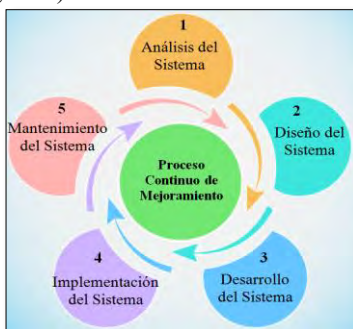 1
Análisis del
Sistema
2
Diseño del
Sistema
3
Desarrollo
del Sistema
4
Implementación
del Sistema
5
Mantenimiento
del Sistema
Proceso
Continuo de
Mejoramiento